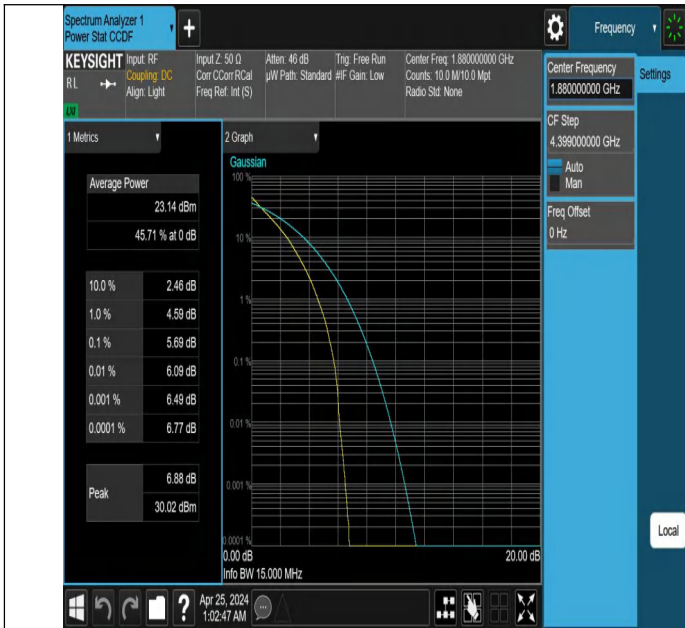 Spectrum Analyzer 1
Power Stat CCDF
Frequency
KEYSIGHT
RL
Input: RF
Coupling: DC
Align: Light
Input Z: 50 Ω
Corr CCorr RCal
Freq Ref: Int (S)
Atten: 46 dB
µW Path: Standard
Trig: Free Run
#IF Gain: Low
Center Freq: 1.880000000 GHz
Counts: 10.0 M/10.0 Mpt
Radio Std: None
Center Frequency
1.880000000 GHz
Settings
CF Step
4.399000000 GHz
Auto
Man
Freq Offset
0 Hz
1 Metrics
Average Power
23.14 dBm
45.71 % at 0 dB
10.0 % 2.46 dB
1.0 % 4.59 dB
0.1 % 5.69 dB
0.01 % 6.09 dB
0.001 % 6.49 dB
0.0001 % 6.77 dB
Peak
6.88 dB
30.02 dBm
2 Graph
Gaussian
100 %
10 %
1 %
0.1 %
0.01 %
0.001 %
0.0001 %
0.00 dB 20.00 dB
Info BW 15.000 MHz
Local
?
Apr 25, 2024
1:02:47 AM